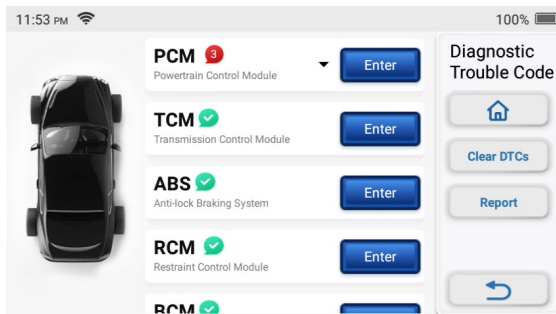 11:53 PM
100%
PCM 3
Powertrain Control Module
Enter
TCM
Transmission Control Module
Enter
ABS
Anti-lock Braking System
Enter
RCM
Restraint Control Module
Enter
BCM
Diagnostic
Trouble Code
Clear DTCs
Report